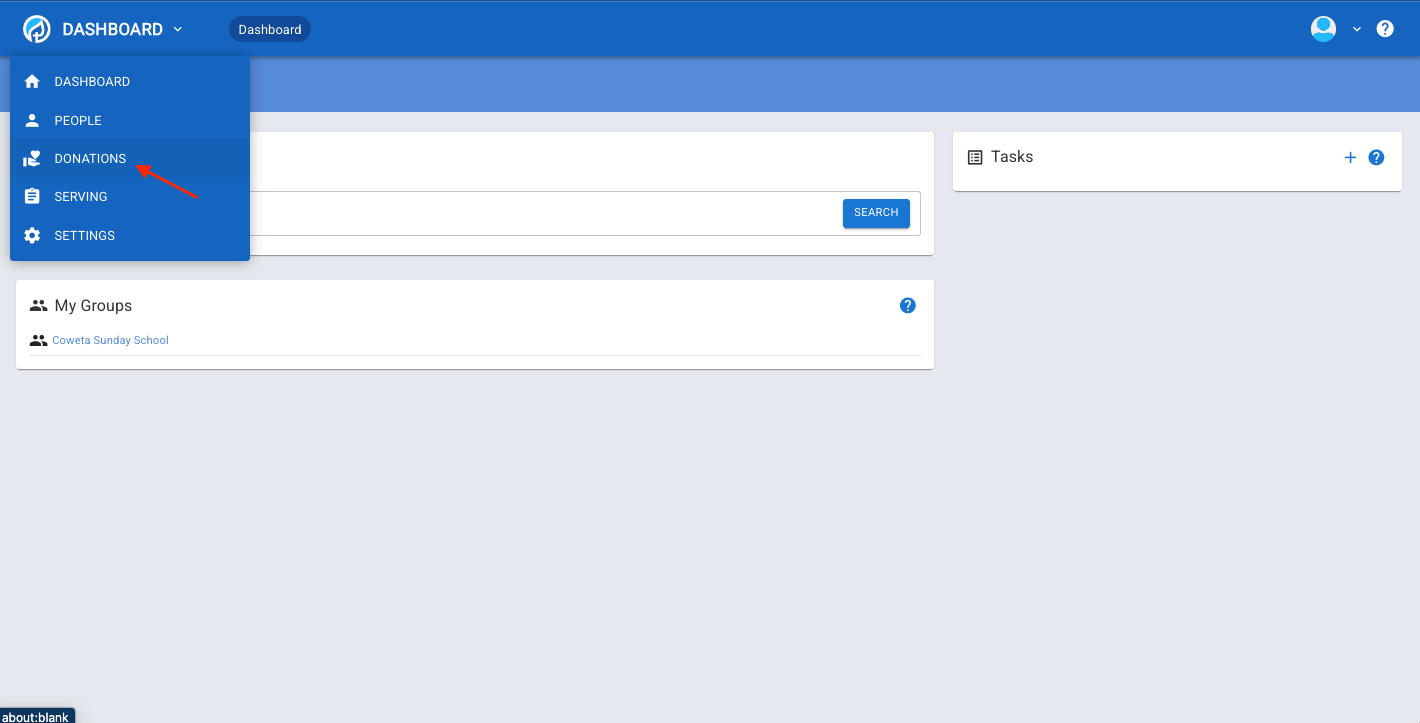 DASHBOARD
Dashboard
DASHBOARD
PEOPLE
DONATIONS
SERVING
SETTINGS
SEARCH
Tasks
My Groups
Coweta Sunday School
about:blank